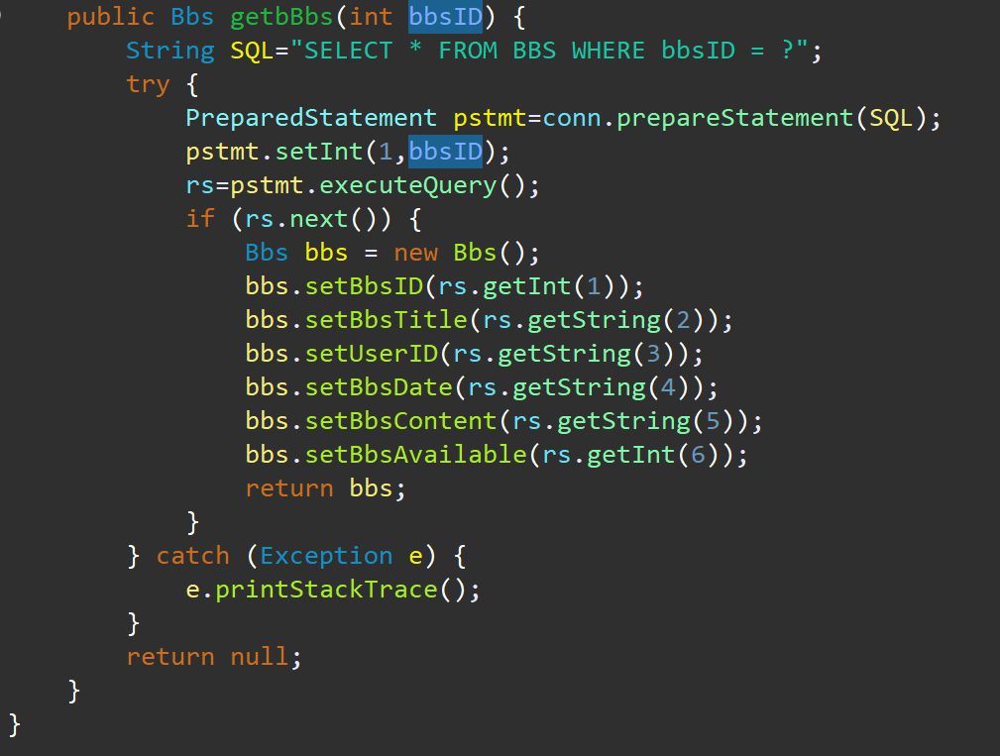 public Bbs getbBbs(int bbsID) {
String SQL="SELECT * FROM BBS WHERE bbsID = ?";
try {
PreparedStatement pstmt=conn.prepareStatement(SQL);
pstmt.setInt(1,bbsID);
rs=pstmt.executeQuery();
if (rs.next()) {
Bbs bbs = new Bbs();
bbs.setBbsID(rs.getInt(1));
bbs.setBbsTitle(rs.getString(2));
bbs.setUserID(rs.getString(3));
bbs.setBbsDate(rs.getString(4));
bbs.setBbsContent(rs.getString(5));
bbs.setBbsAvailable(rs.getInt(6));
return bbs;
}
} catch (Exception e) {
e.printStackTrace();
}
return null;
}
}